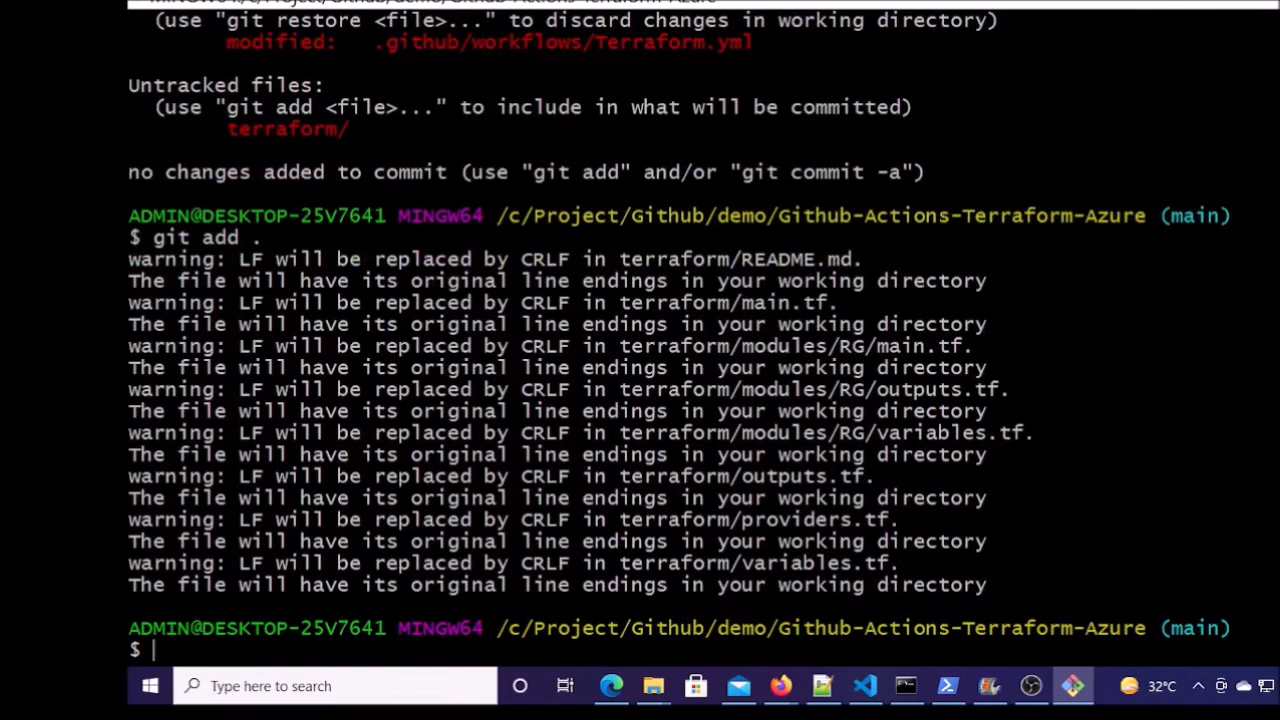 (use "git restore <file>..." to discard changes in working directory)
modified:   .github/workflows/Terraform.yml
Untracked files:
(use "git add <file>..." to include in what will be committed)
terraform/
no changes added to commit (use "git add" and/or "git commit -a")
ADMIN@DESKTOP-25V7641 MINGW64 /c/Project/Github/demo/Github-Actions-Terraform-Azure (main)
$ git add .
warning: LF will be replaced by CRLF in terraform/README.md.
The file will have its original line endings in your working directory
warning: LF will be replaced by CRLF in terraform/main.tf.
The file will have its original line endings in your working directory
warning: LF will be replaced by CRLF in terraform/modules/RG/main.tf.
The file will have its original line endings in your working directory
warning: LF will be replaced by CRLF in terraform/modules/RG/outputs.tf.
The file will have its original line endings in your working directory
warning: LF will be replaced by CRLF in terraform/modules/RG/variables.tf.
The file will have its original line endings in your working directory
warning: LF will be replaced by CRLF in terraform/outputs.tf.
The file will have its original line endings in your working directory
warning: LF will be replaced by CRLF in terraform/providers.tf.
The file will have its original line endings in your working directory
warning: LF will be replaced by CRLF in terraform/variables.tf.
The file will have its original line endings in your working directory
ADMIN@DESKTOP-25V7641 MINGW64 /c/Project/Github/demo/Github-Actions-Terraform-Azure (main)
$
Type here to search
32°C